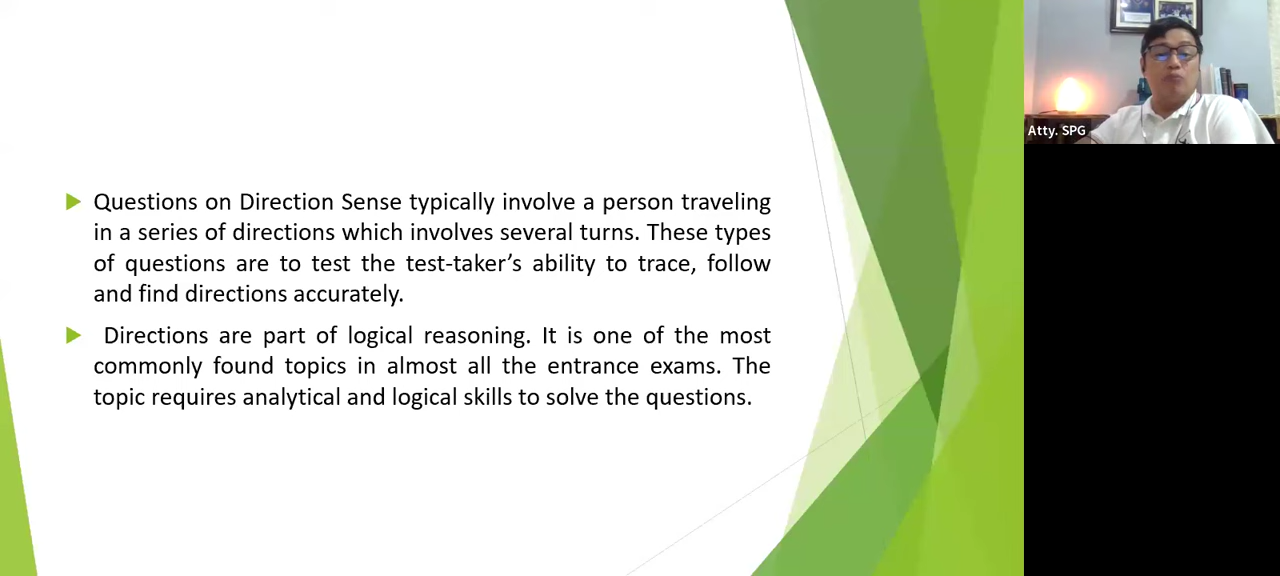 Questions on Direction Sense typically involve a person traveling
in a series of directions which involves several turns. These types
of questions are to test the test-taker’s ability to trace, follow
and find directions accurately.
Directions are part of logical reasoning. It is one of the most
commonly found topics in almost all the entrance exams. The
topic requires analytical and logical skills to solve the questions.
Atty. SPG